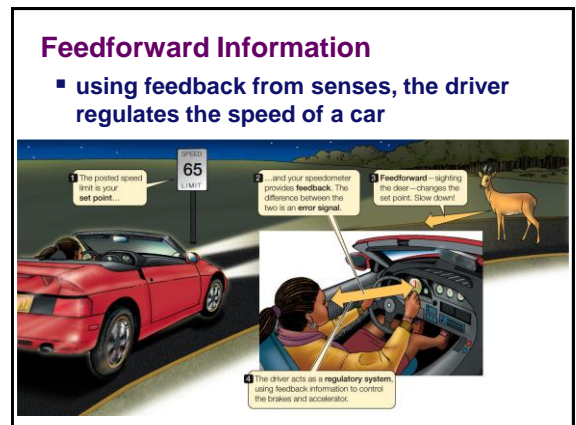 Feedforward Information
▪ using feedback from senses, the driver
regulates the speed of a car
SPEED
65
LIMIT
1 The posted speed
limit is your
set point...
2 ...and your speedometer
provides feedback. The
difference between the
two is an error signal.
3 Feedforward—sighting
the deer—changes the
set point. Slow down!
4 The driver acts as a regulatory system,
using feedback information to control
the brakes and accelerator.